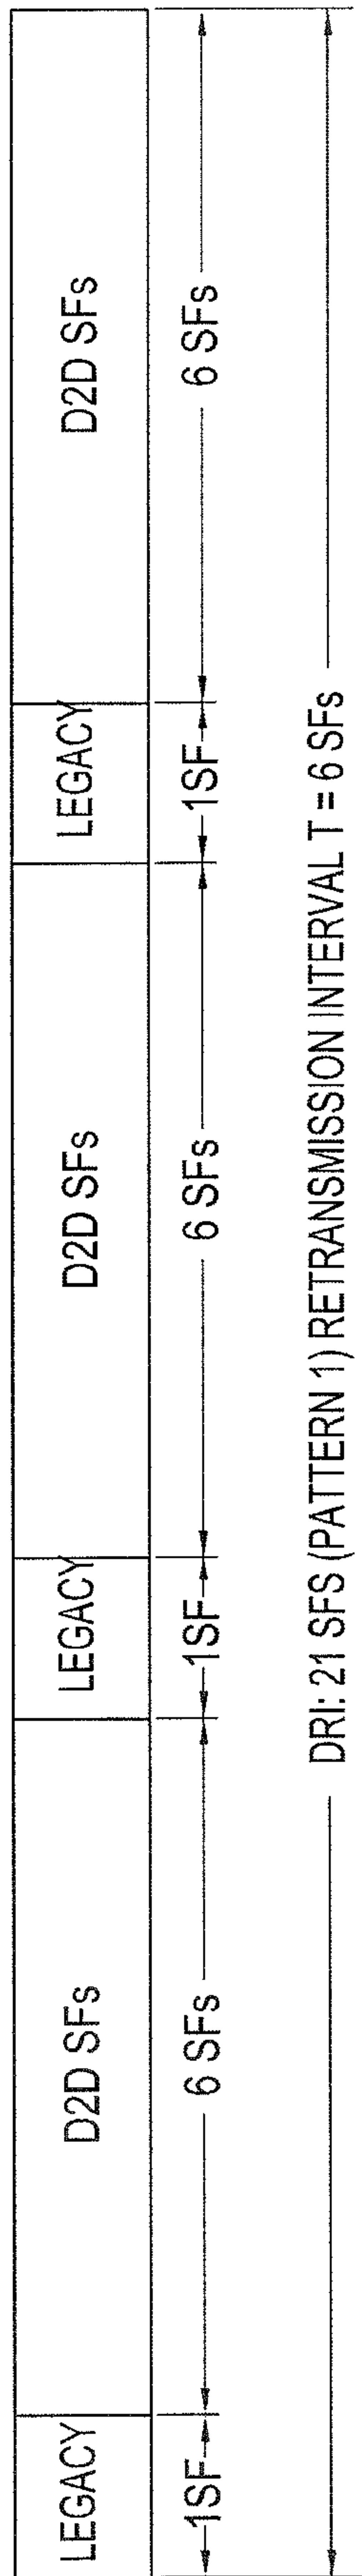 LEGACY
D2D SFs
LEGACY
D2D SFs
LEGACY
D2D SFs
1SF
6 SFs
1SF
6 SFs
1SF
6 SFs
DRI: 21 SFS (PATTERN 1) RETRANSMISSION INTERVAL T = 6 SFs